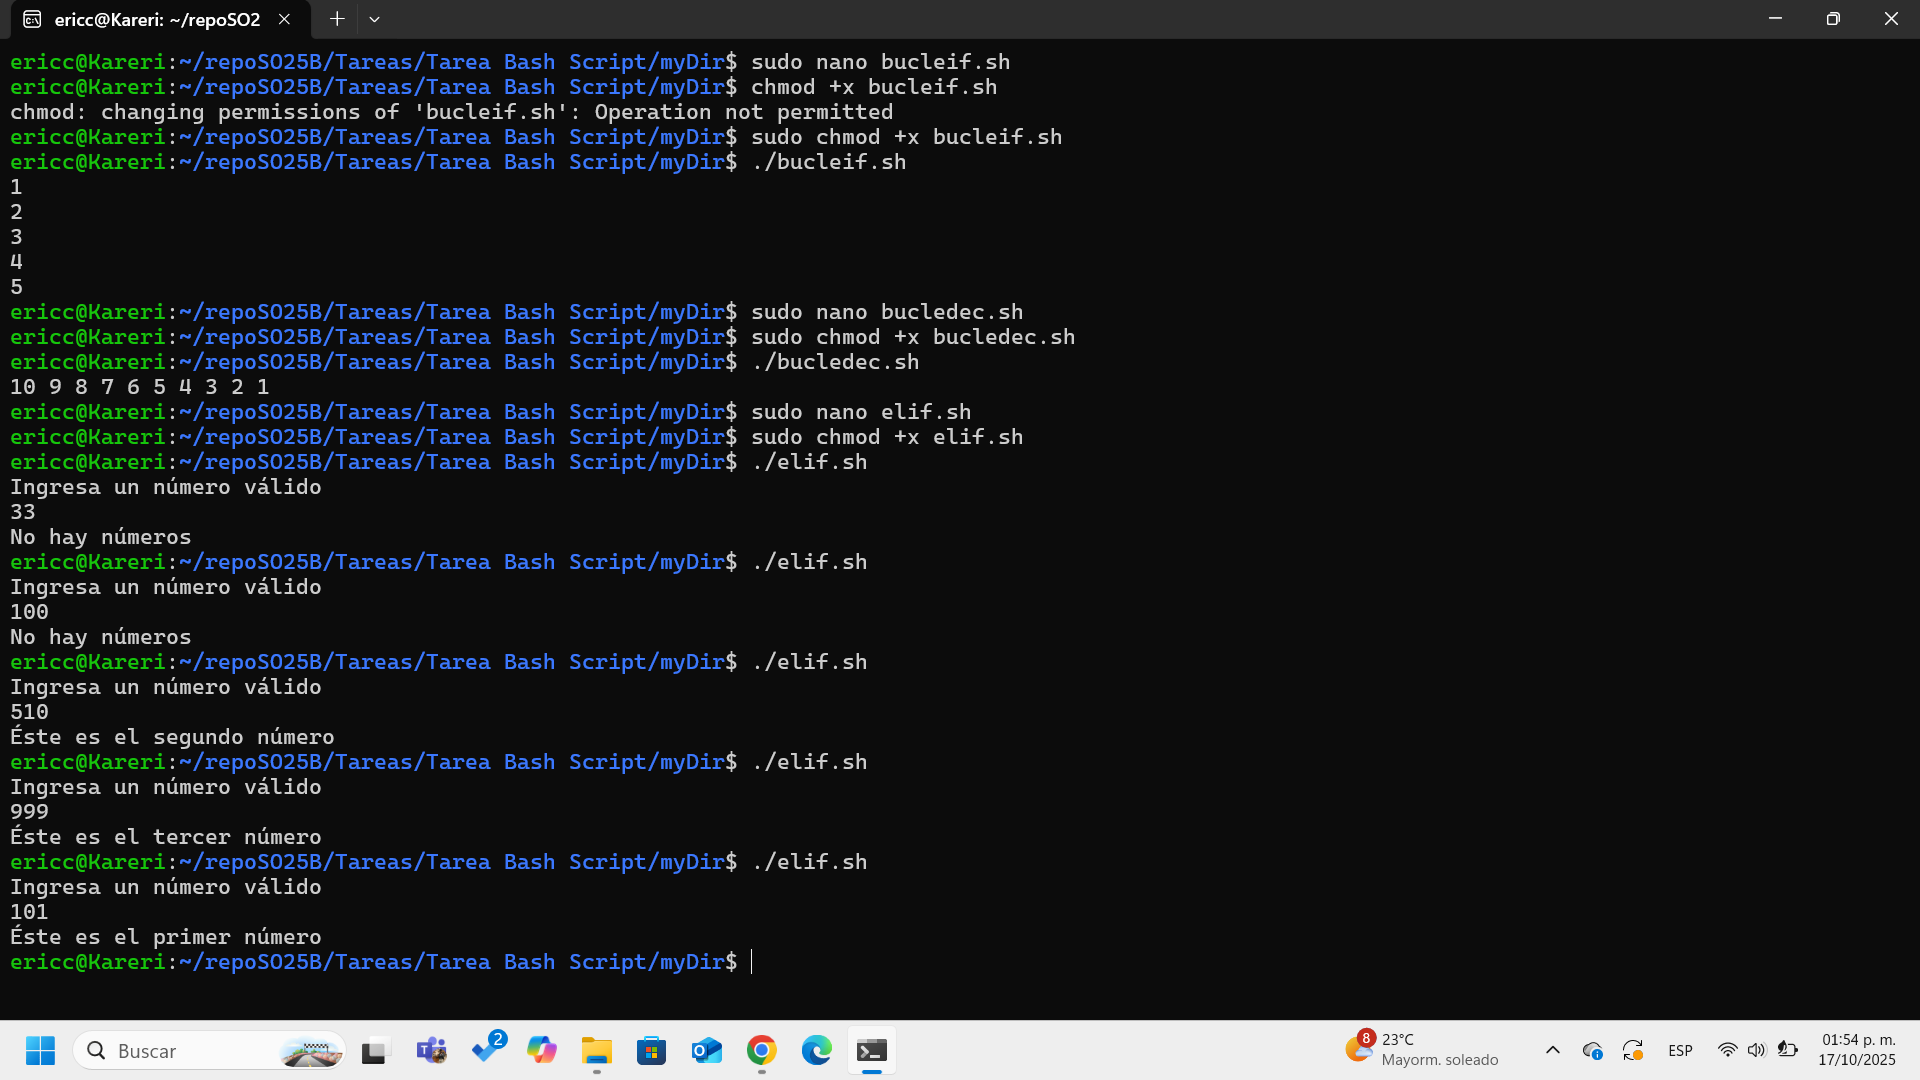 ericc@Kareri: ~/repoSO2
ericc@Kareri:~/repoSO25B/Tareas/Tarea Bash Script/myDir$ sudo nano bucleif.sh
ericc@Kareri:~/repoSO25B/Tareas/Tarea Bash Script/myDir$ chmod +x bucleif.sh
chmod: changing permissions of 'bucleif.sh': Operation not permitted
ericc@Kareri:~/repoSO25B/Tareas/Tarea Bash Script/myDir$ sudo chmod +x bucleif.sh
ericc@Kareri:~/repoSO25B/Tareas/Tarea Bash Script/myDir$ ./bucleif.sh
1
2
3
4
5
ericc@Kareri:~/repoSO25B/Tareas/Tarea Bash Script/myDir$ sudo nano bucledec.sh
ericc@Kareri:~/repoSO25B/Tareas/Tarea Bash Script/myDir$ sudo chmod +x bucledec.sh
ericc@Kareri:~/repoSO25B/Tareas/Tarea Bash Script/myDir$ ./bucledec.sh
10 9 8 7 6 5 4 3 2 1
ericc@Kareri:~/repoSO25B/Tareas/Tarea Bash Script/myDir$ sudo nano elif.sh
ericc@Kareri:~/repoSO25B/Tareas/Tarea Bash Script/myDir$ sudo chmod +x elif.sh
ericc@Kareri:~/repoSO25B/Tareas/Tarea Bash Script/myDir$ ./elif.sh
Ingresa un número válido
33
No hay números
ericc@Kareri:~/repoSO25B/Tareas/Tarea Bash Script/myDir$ ./elif.sh
Ingresa un número válido
100
No hay números
ericc@Kareri:~/repoSO25B/Tareas/Tarea Bash Script/myDir$ ./elif.sh
Ingresa un número válido
510
Éste es el segundo número
ericc@Kareri:~/repoSO25B/Tareas/Tarea Bash Script/myDir$ ./elif.sh
Ingresa un número válido
999
Éste es el tercer número
ericc@Kareri:~/repoSO25B/Tareas/Tarea Bash Script/myDir$ ./elif.sh
Ingresa un número válido
101
Éste es el primer número
ericc@Kareri:~/repoSO25B/Tareas/Tarea Bash Script/myDir$
Buscar
2
8
23°C
Mayorm. soleado
ESP
01:54 p. m.
17/10/2025